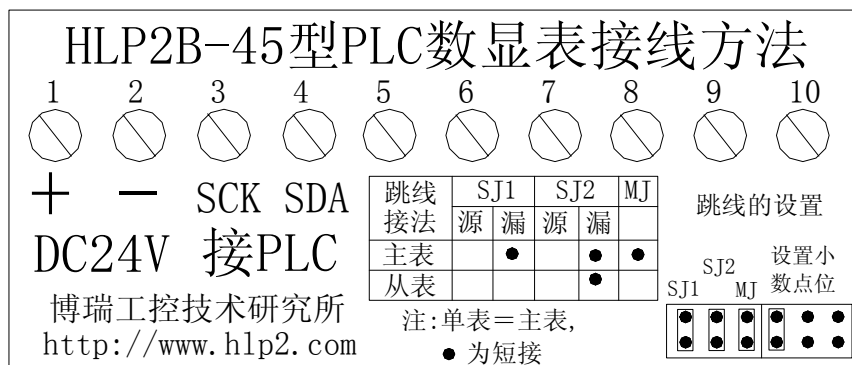 HLP2B-45型PLC数显表接线方法
1 2 3 4 5 6 7 8 9 10
+ - SCK SDA
DC24V 接PLC
博瑞工控技术研究所
http://www.hlp2.com
跳线接法 SJ1 SJ2 MJ
源 漏 源 漏
主表 ● ● ●
从表 ●
注:单表=主表,
● 为短接
跳线的设置
SJ1 SJ2 MJ
设置小
数点位